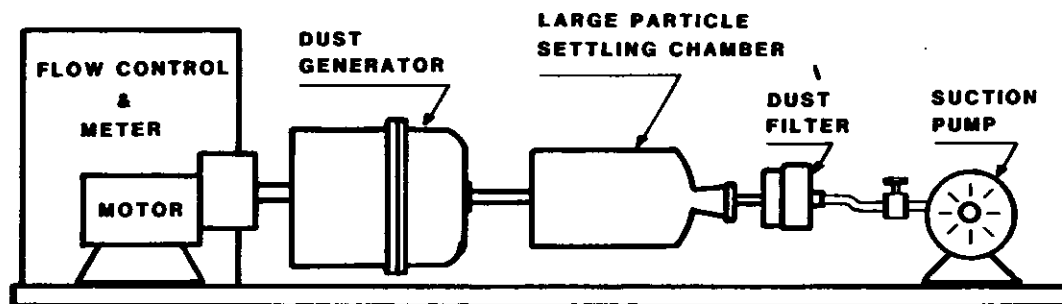 FLOW CONTROL
&
METER
MOTOR
DUST
GENERATOR
LARGE PARTICLE
SETTLING CHAMBER
DUST
FILTER
SUCTION
PUMP